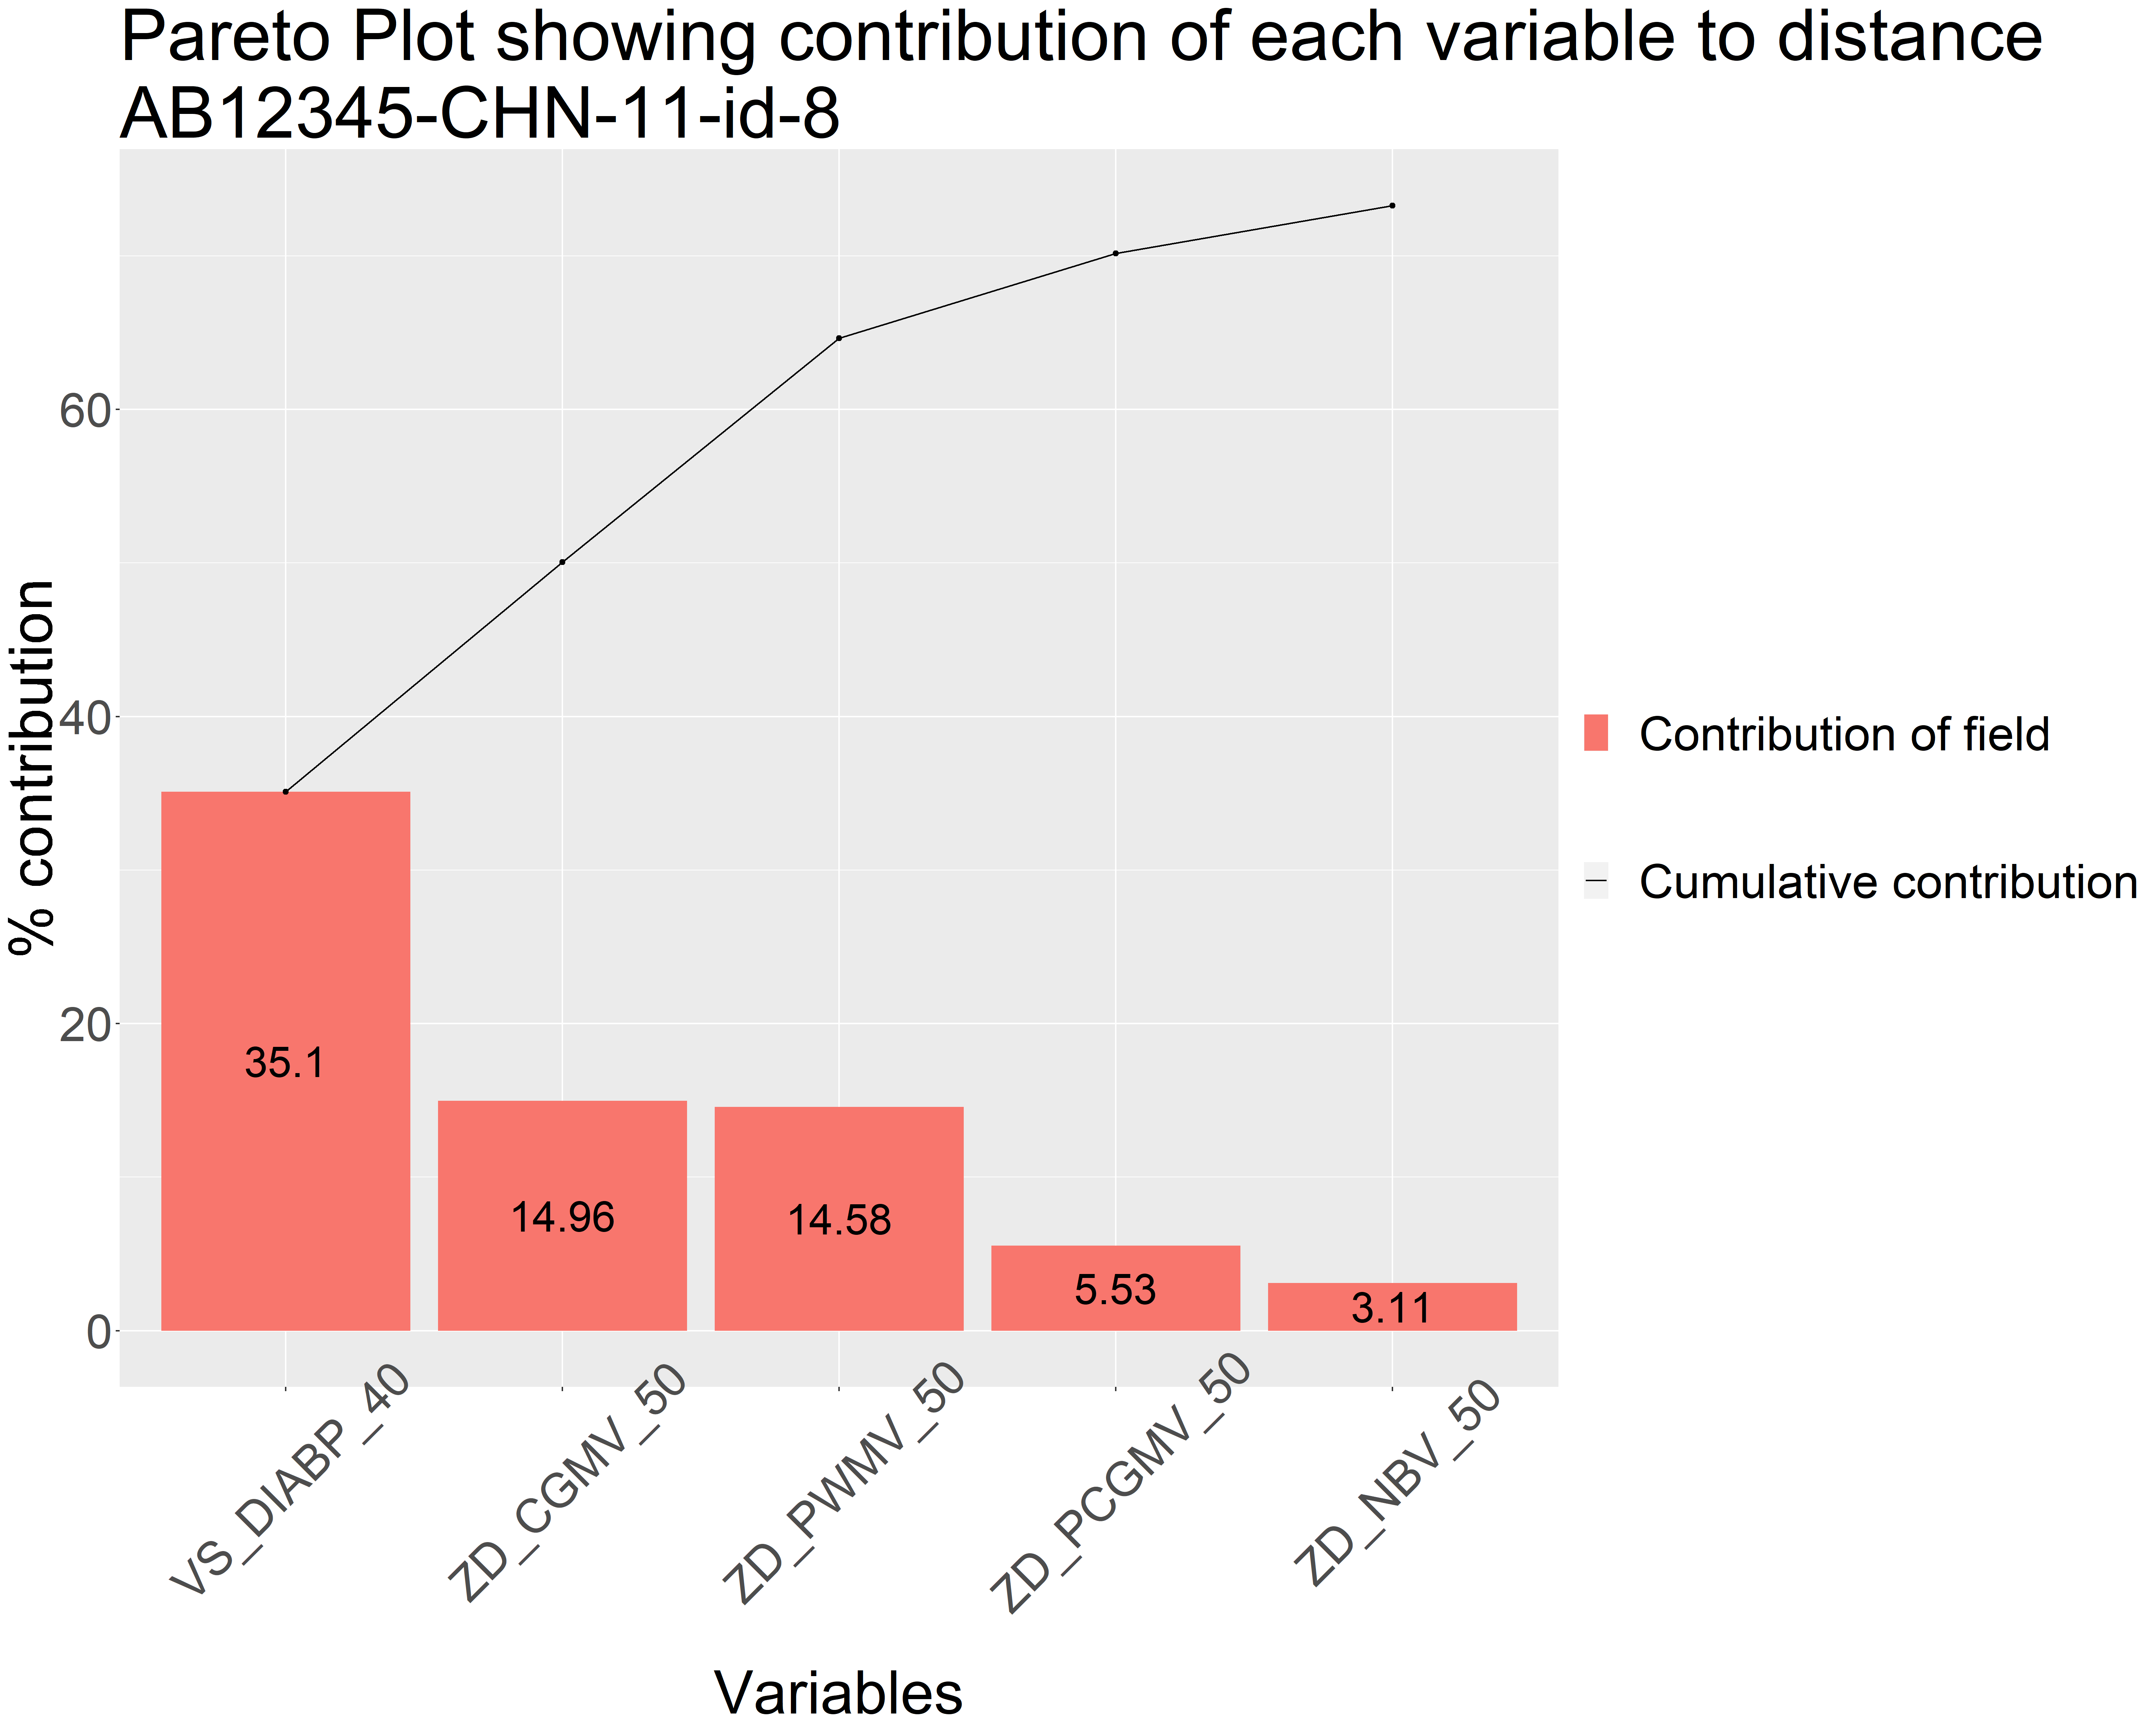 Pareto Plot showing contribution of each variable to distance
AB12345-CHN-11-id-8
% contribution
60
40
20
0
35.1
14.96
14.58
5.53
3.11
VS_DIABP_40
ZD_CGMV_50
ZD_PWMV_50
ZD_PCGMV_50
ZD_NBV_50
Variables
Contribution of field
Cumulative contribution